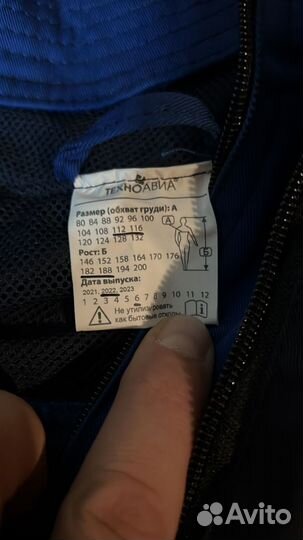 ТЕХНОАВИА®
Размер (обхват груди): А
80 84 88 92 96 100
104 108 112 116
120 124 128 132
Рост: Б
146 152 158 164 170 176
182 188 194 200
Дата выпуска
2021, 2022, 2023
1 2 3 4 5 6 7 8 9 10 11 12
Не утилизировать
как бытовые отходы
А
Б
i
Avito